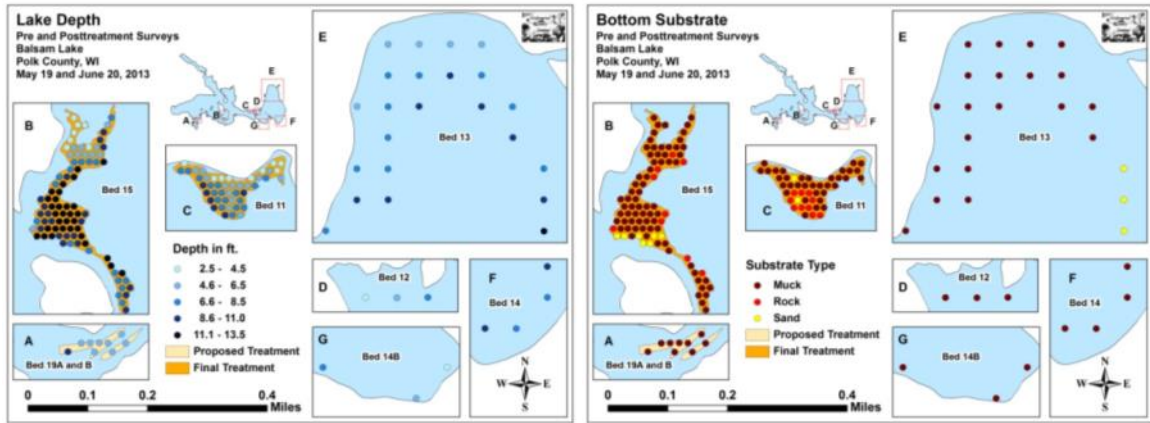 Lake Depth
Pre and Posttreatment Surveys
Balsam Lake
Polk County, WI
May 19 and June 20, 2013
E
D
C
B
A
G
F
E
Bed 13
B
Bed 15
C
Bed 11
Depth in ft.
2.5 - 4.5
4.6 - 6.5
6.6 - 8.5
8.6 - 11.0
11.1 - 13.5
Proposed Treatment
Final Treatment
A
Bed 19A and B
D
Bed 12
F
Bed 14
G
Bed 14B
N
W E
S
0 0.1 0.2 0.4
Miles
Bottom Substrate
Pre and Posttreatment Surveys
Balsam Lake
Polk County, WI
May 19 and June 20, 2013
E
D
C
B
A
G
F
E
Bed 13
B
Bed 15
C
Bed 11
Substrate Type
Muck
Rock
Sand
Proposed Treatment
Final Treatment
A
Bed 19A and B
D
Bed 12
F
Bed 14
G
Bed 14B
N
W E
S
0 0.1 0.2 0.4
Miles